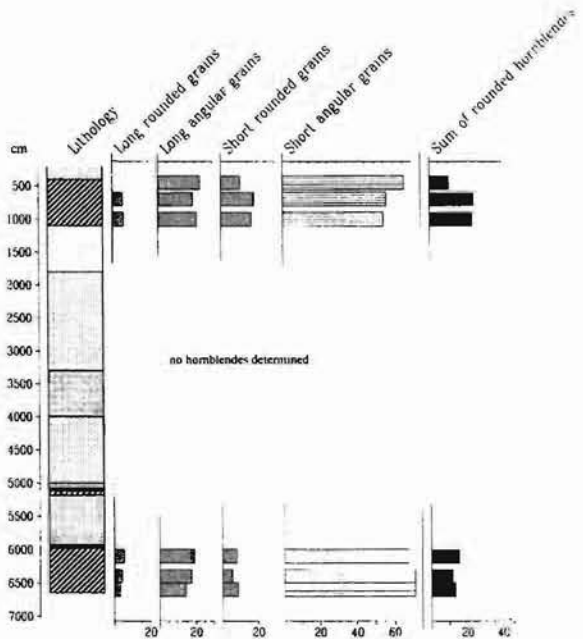 Lithology
Long rounded grains
Long angular grains
Short rounded grains
Short angular grains
Sum of rounded hornblendes
cm
500
1000
2000
2500
3000
3500
4000
5000
5500
6000
6500
7000
no hornblendes determined
20
20
20
20
40
60
20
40